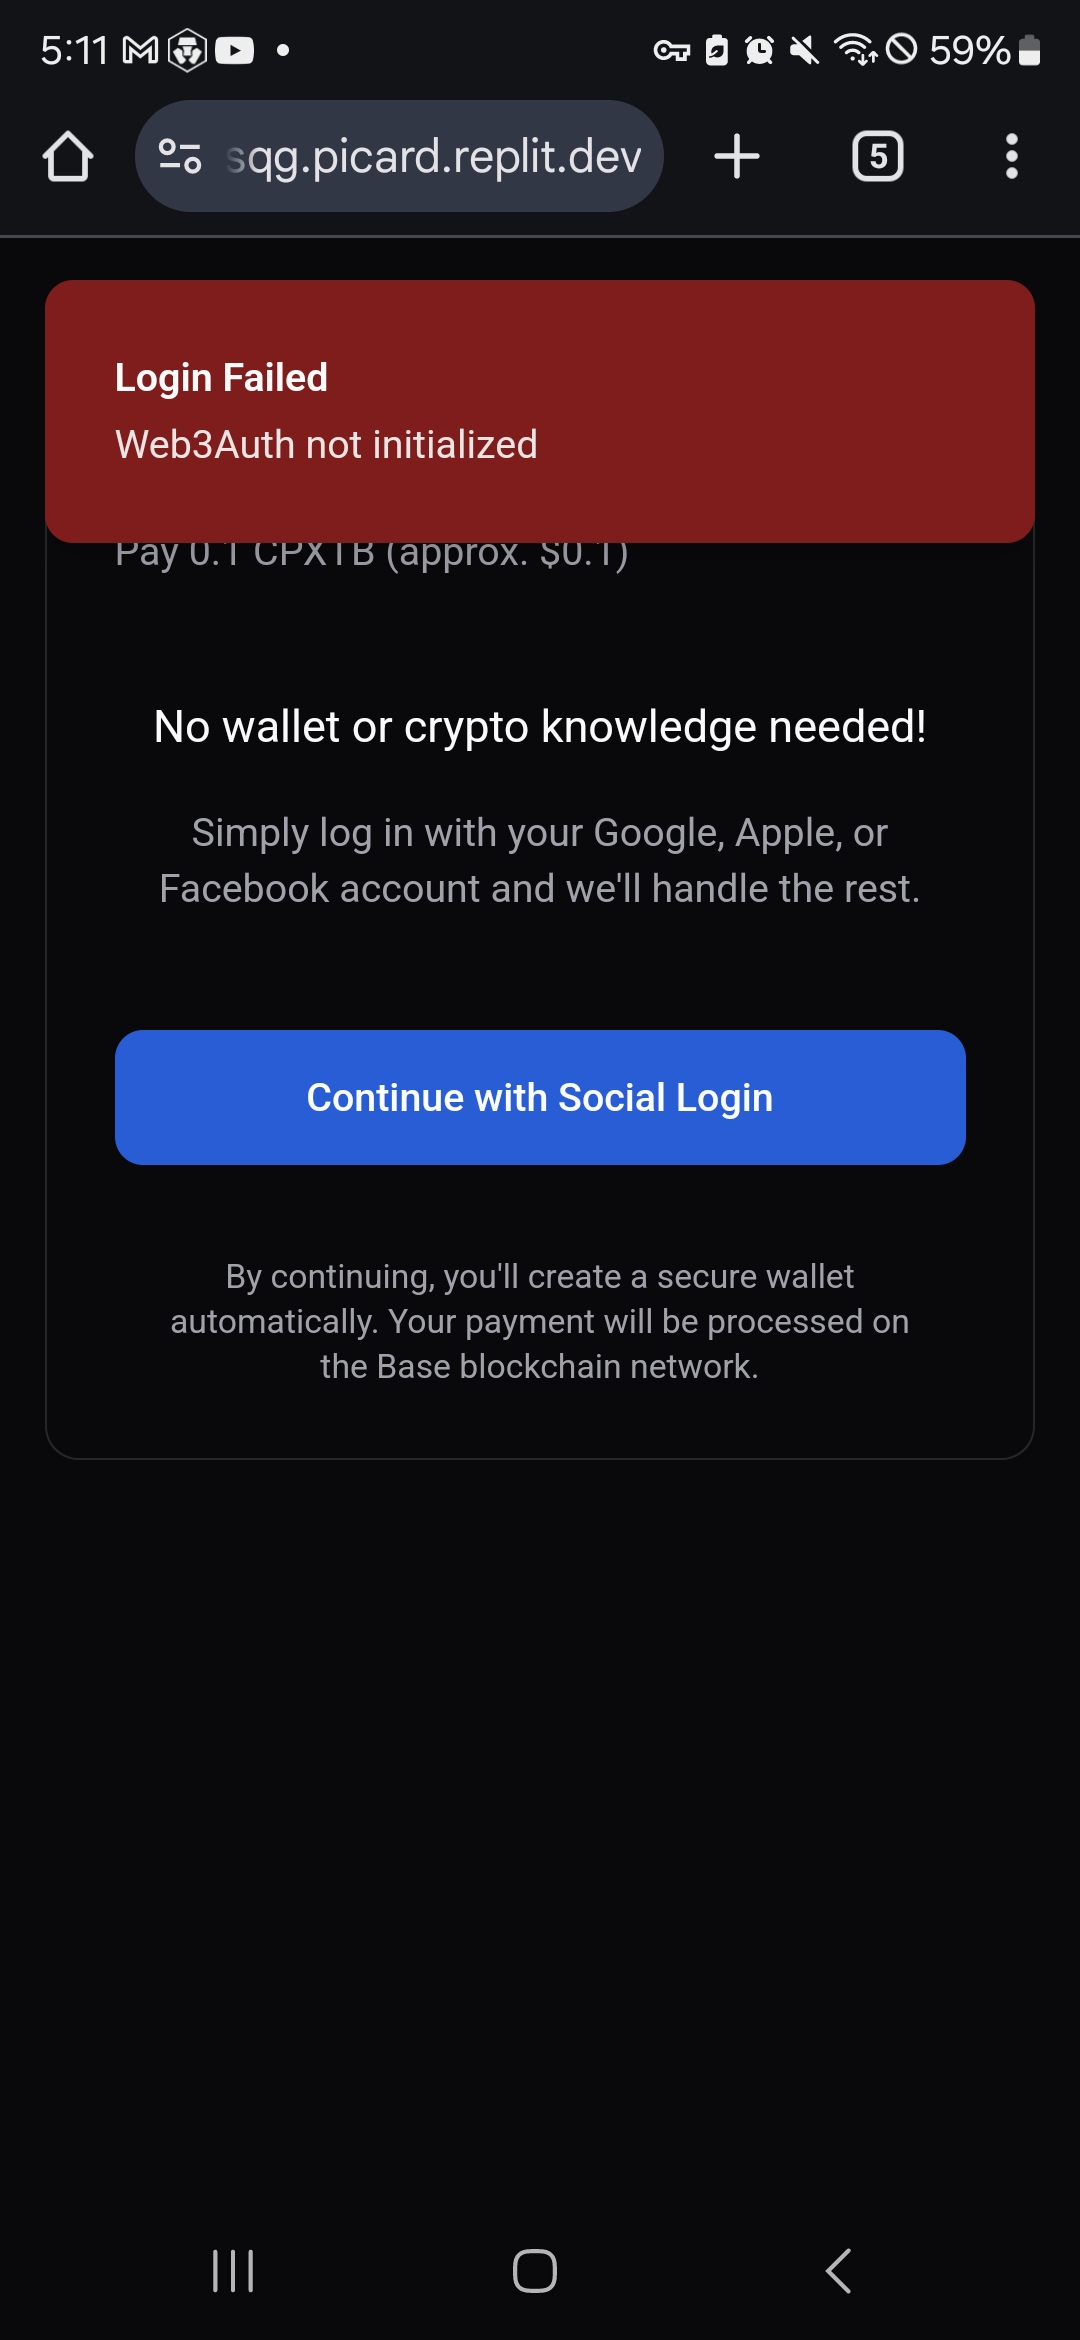 5:11
59%
sqg.picard.replit.dev
5
Login Failed
Web3Auth not initialized
Pay 0.1 CPXTB (approx. $0.1)
No wallet or crypto knowledge needed!
Simply log in with your Google, Apple, or
Facebook account and we'll handle the rest.
Continue with Social Login
By continuing, you'll create a secure wallet
automatically. Your payment will be processed on
the Base blockchain network.